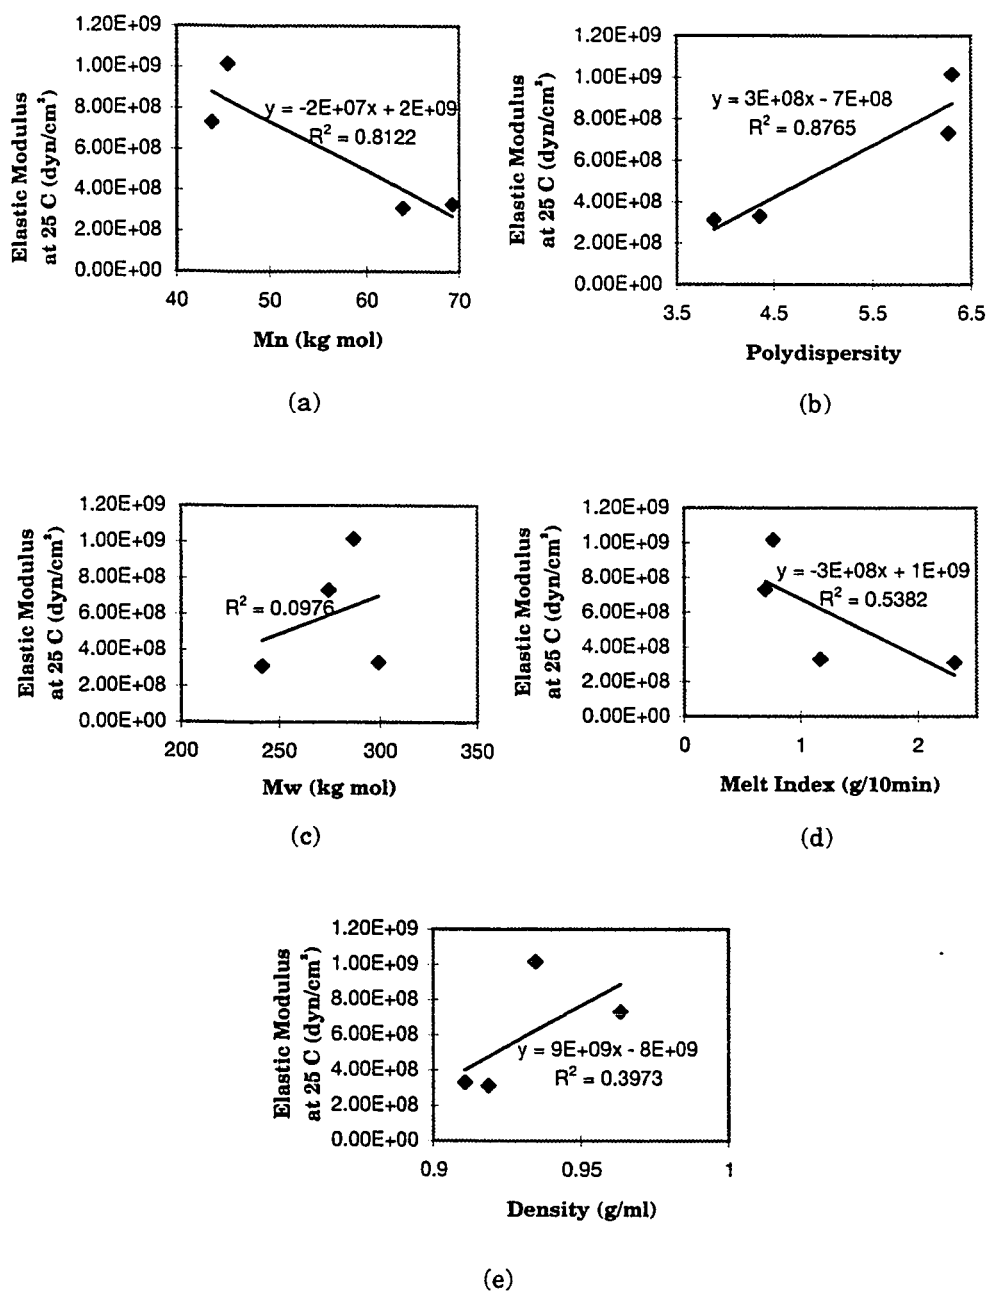 Elastic Modulus
at 25 C (dyn/cm²)
1.20E+09
1.00E+09
8.00E+08
6.00E+08
4.00E+08
2.00E+08
0.00E+00
y = -2E+07x + 2E+09
R² = 0.8122
40 50 60 70
Mn (kg mol)
(a)
Elastic Modulus
at 25 C (dyn/cm²)
1.20E+09
1.00E+09
8.00E+08
6.00E+08
4.00E+08
2.00E+08
0.00E+00
y = 3E+08x - 7E+08
R² = 0.8765
3.5 4.5 5.5 6.5
Polydispersity
(b)
Elastic Modulus
at 25 C (dyn/cm²)
1.20E+09
1.00E+09
8.00E+08
6.00E+08
4.00E+08
2.00E+08
0.00E+00
R² = 0.0976
200 250 300 350
Mw (kg mol)
(c)
Elastic Modulus
at 25 C (dyn/cm²)
1.20E+09
1.00E+09
8.00E+08
6.00E+08
4.00E+08
2.00E+08
0.00E+00
y = -3E+08x + 1E+09
R² = 0.5382
0 1 2
Melt Index (g/10min)
(d)
Elastic Modulus
at 25 C (dyn/cm²)
1.20E+09
1.00E+09
8.00E+08
6.00E+08
4.00E+08
2.00E+08
0.00E+00
y = 9E+09x - 8E+09
R² = 0.3973
0.9 0.95 1
Density (g/ml)
(e)